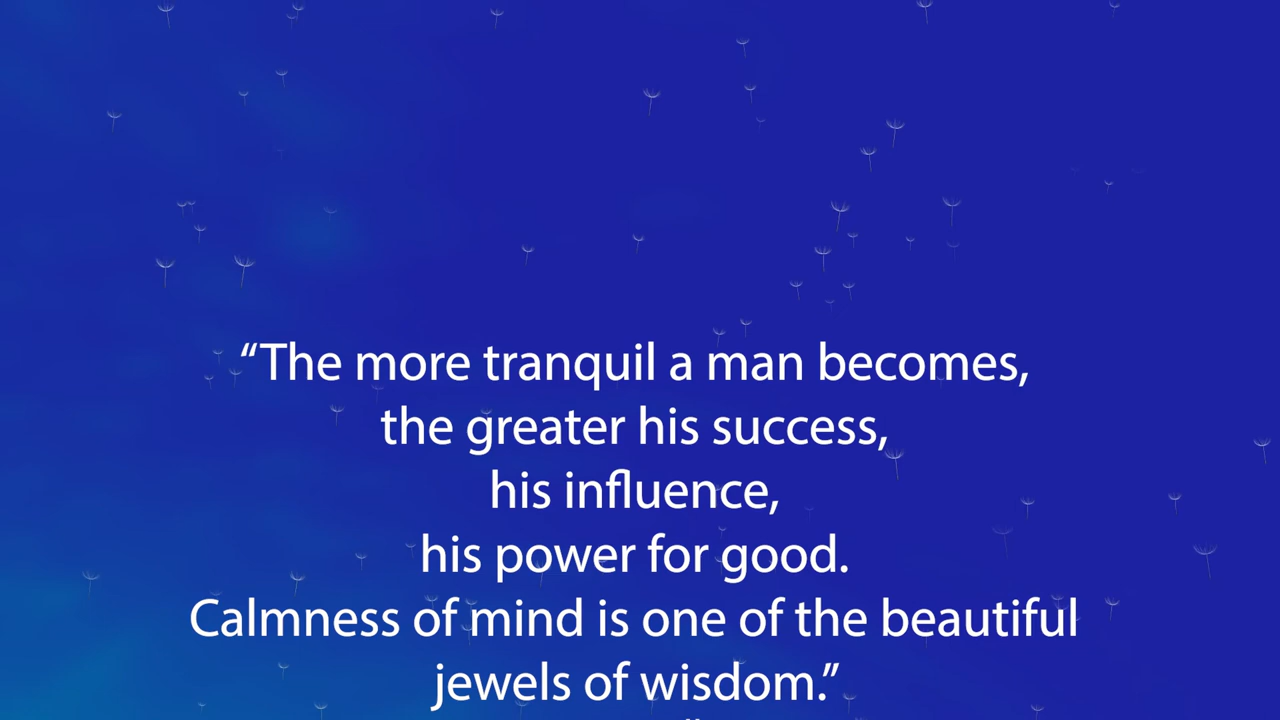 “The more tranquil a man becomes,
the greater his success,
his influence,
his power for good.
Calmness of mind is one of the beautiful
jewels of wisdom.”